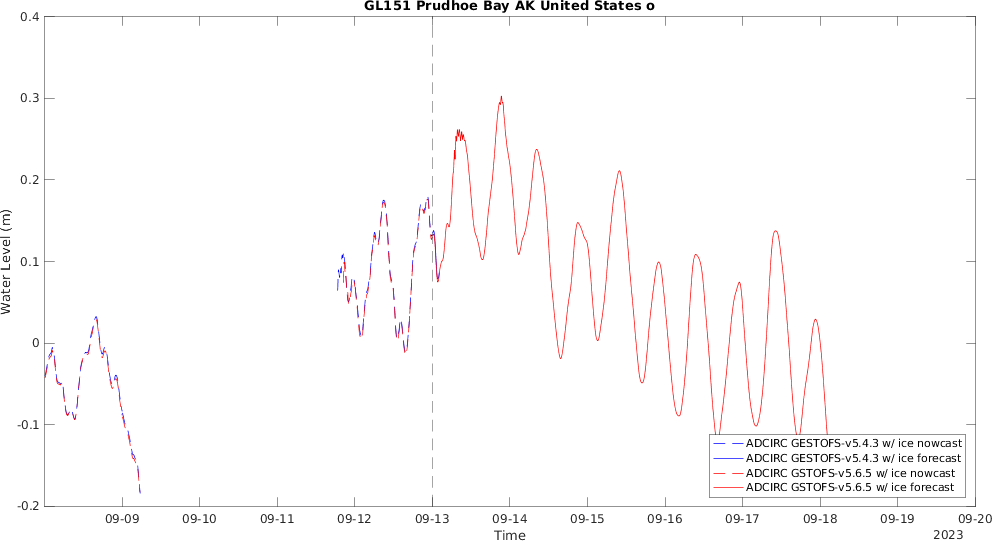 GL151 Prudhoe Bay AK United States o
0.4
0.3
0.2
0.1
0
-0.1
-0.2
Water Level (m)
ADCIRC GESTOFS-v5.4.3 w/ ice nowcast
ADCIRC GESTOFS-v5.4.3 w/ ice forecast
ADCIRC GSTOFS-v5.6.5 w/ ice nowcast
ADCIRC GSTOFS-v5.6.5 w/ ice forecast
09-09 09-10 09-11 09-12 09-13 09-14 09-15 09-16 09-17 09-18 09-19 09-20
Time
2023